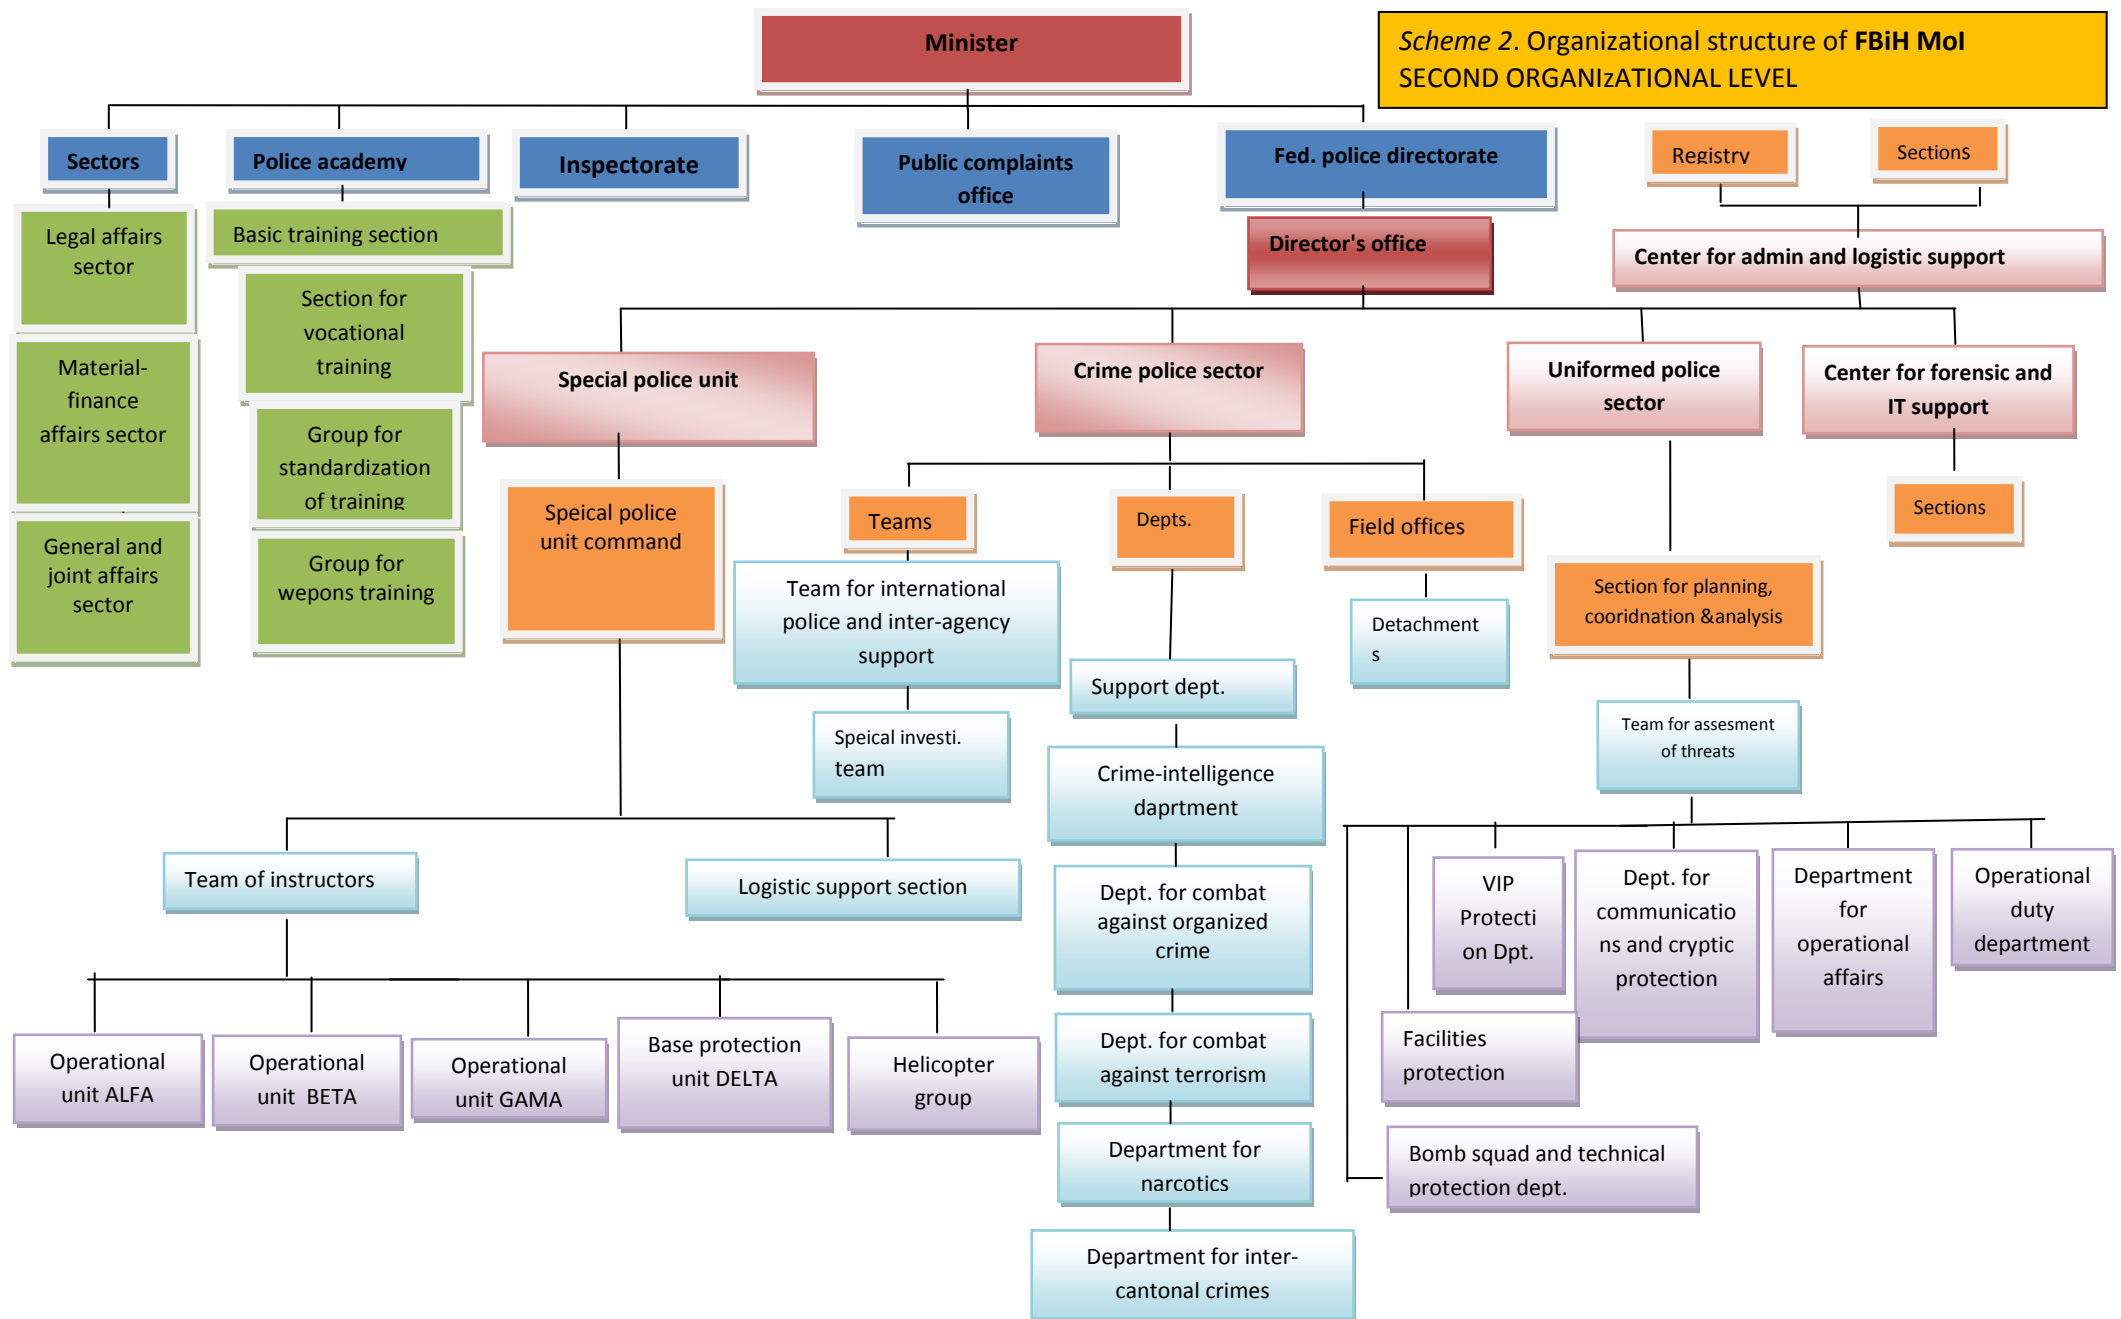 Minister
Scheme 2. Organizational structure of FBiH MoI
SECOND ORGANIzATIONAL LEVEL
Sectors
Police academy
Inspectorate
Public complaints
office
Fed. police directorate
Registry
Sections
Legal affairs
sector
Basic training section
Director's office
Center for admin and logistic support
Section for
vocational
training
Material-
finance
affairs sector
Special police unit
Crime police sector
Uniformed police
sector
Center for forensic and
IT support
Group for
standardization
of training
Speical police
unit command
Teams
Depts.
Field offices
Sections
General and
joint affairs
sector
Group for
wepons training
Team for international
police and inter-agency
support
Detachment
s
Section for planning,
cooridnation &analysis
Support dept.
Speical investi.
team
Team for assesment
of threats
Crime-intelligence
daprtment
Team of instructors
Logistic support section
Dept. for combat
against organized
crime
VIP
Protecti
on Dpt.
Dept. for
communicatio
ns and cryptic
protection
Department
for
operational
affairs
Operational
duty
department
Operational
unit ALFA
Operational
unit  BETA
Operational
unit GAMA
Base protection
unit DELTA
Helicopter
group
Dept. for combat
against terrorism
Facilities
protection
Department for
narcotics
Bomb squad and technical
protection dept.
Department for inter-
cantonal crimes